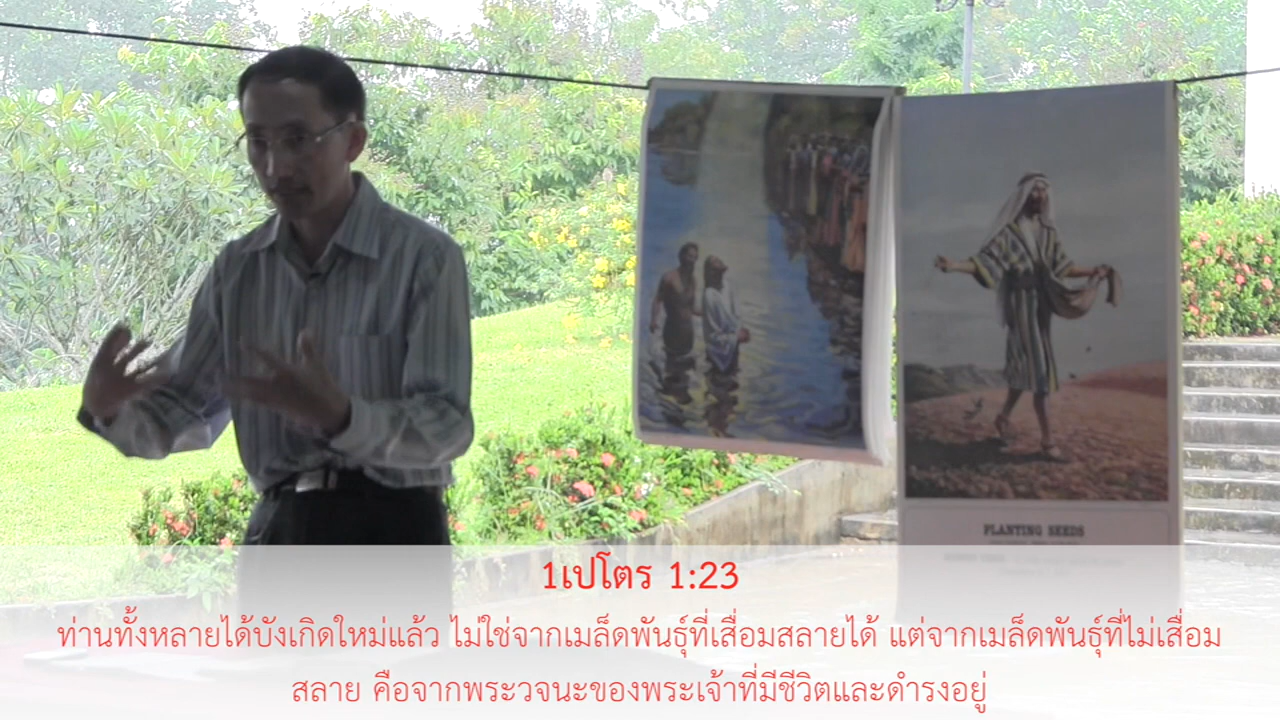 PLANTING SEEDS
1เปโตร 1:23
ท่านทั้งหลายได้บังเกิดใหม่แล้ว ไม่ใช่จากเมล็ดพันธุ์ที่เสื่อมสลายได้ แต่จากเมล็ดพันธุ์ที่ไม่เสื่อม
สลาย คือจากพระวจนะของพระเจ้าที่มีชีวิตและดำรงอยู่